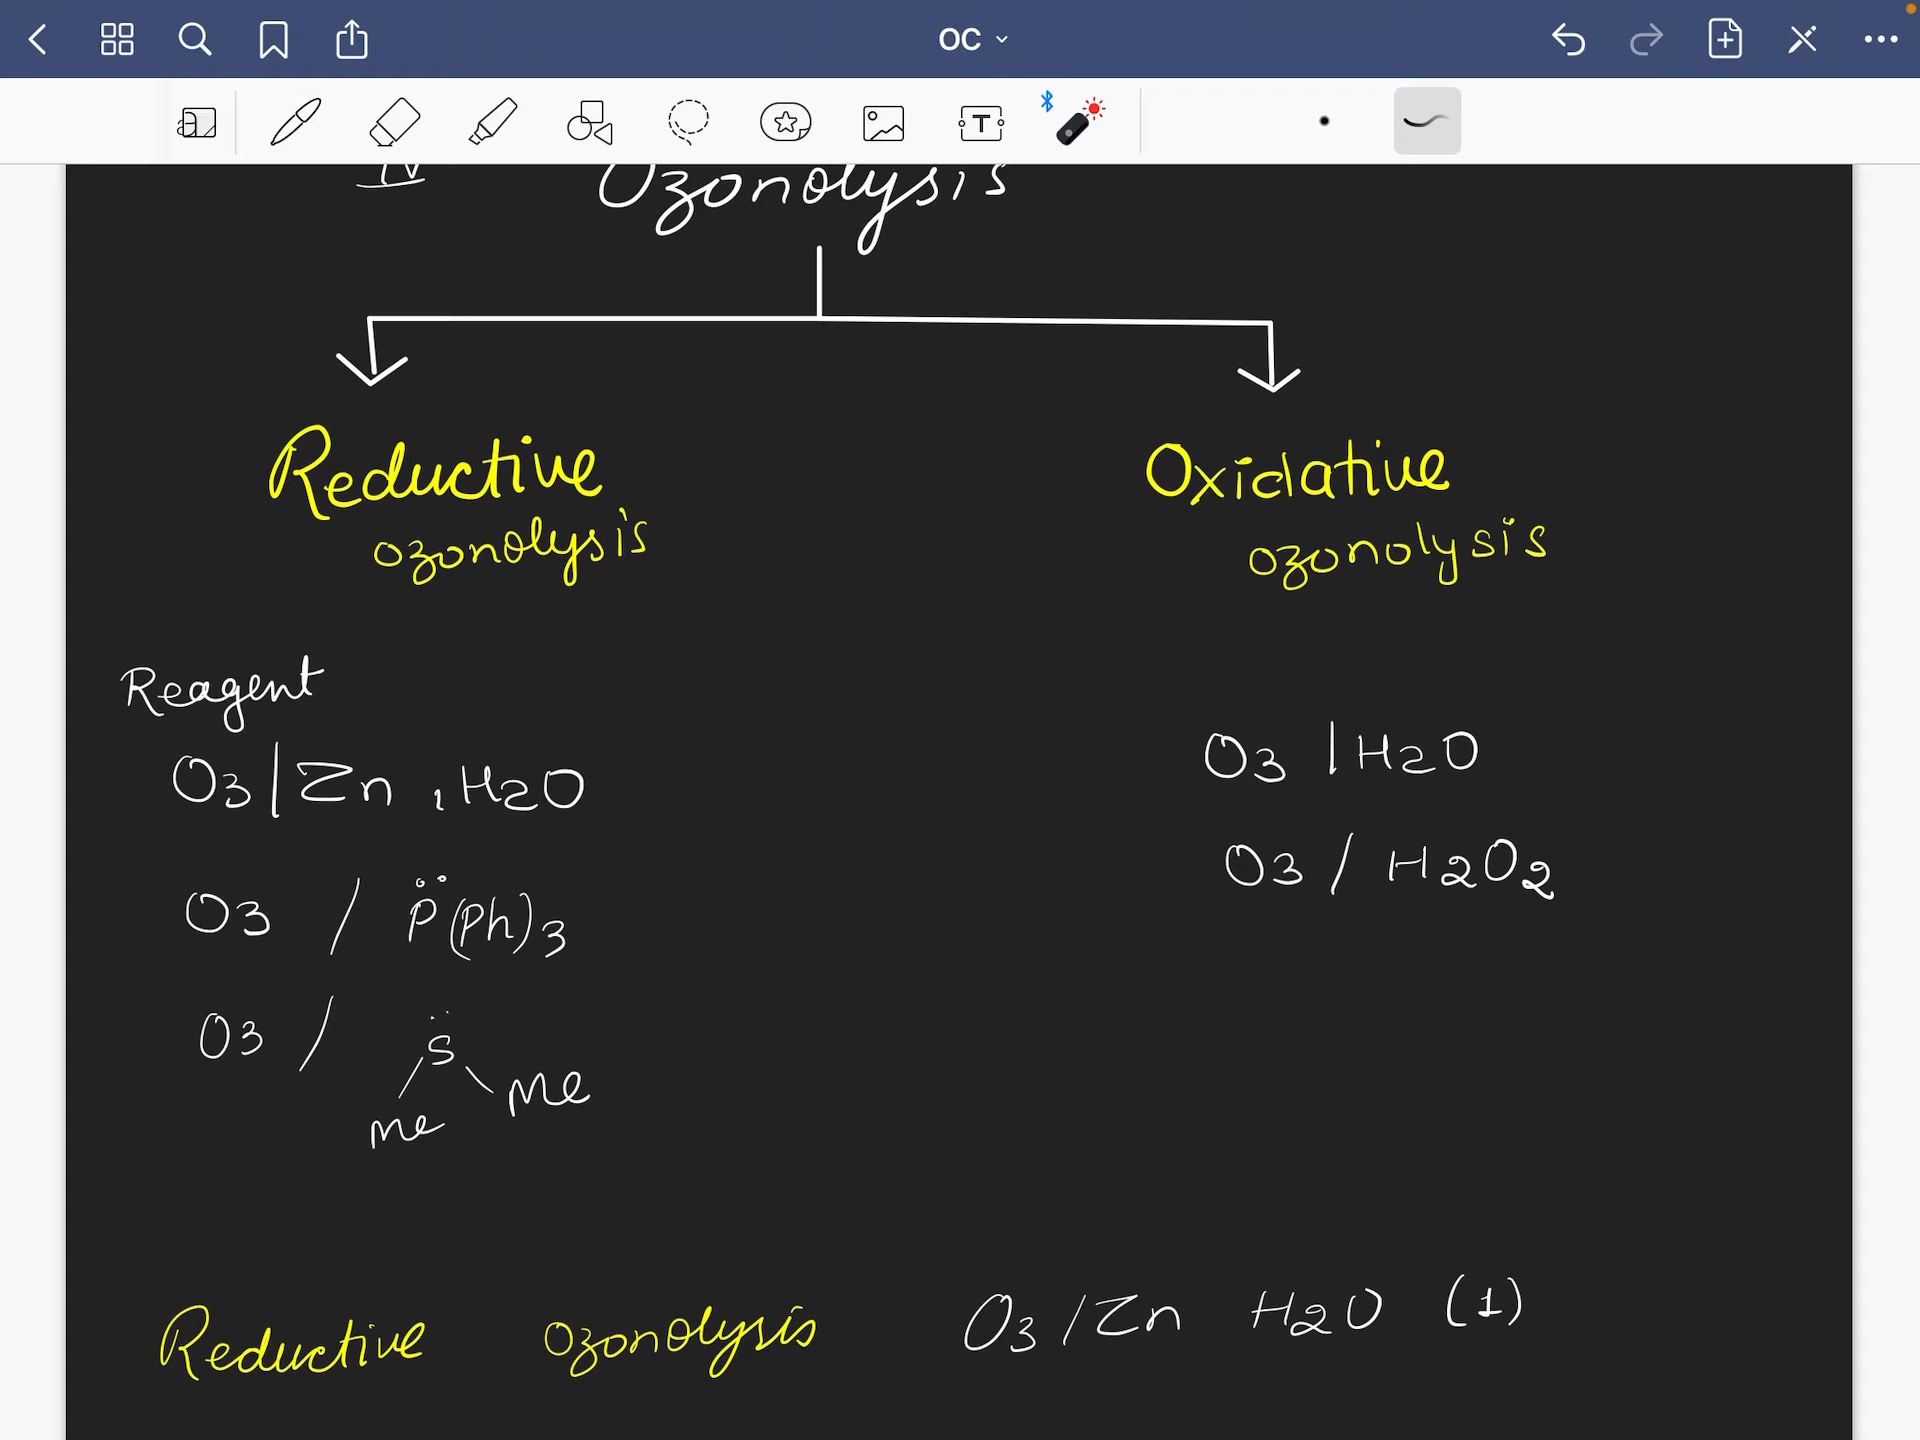 OC
IV Ozonolysis
Reductive
ozonolysis
Oxidative
ozonolysis
Reagent
O3 | Zn , H2O
O3 / P(Ph)3
O3 / S
Me
Me
O3 | H2O
O3 / H2O2
Reductive Ozonolysis O3 / Zn H2O (1)